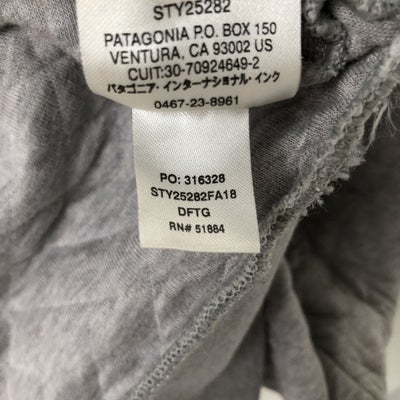 STY25282
PATAGONIA P.O. BOX 150
VENTURA, CA 93002 US
CUIT:30-70924649-2
パタゴニア・インターナショナル・インク
0467-23-8961
PO: 316328
STY25282FA18
DFTG
RN# 51884